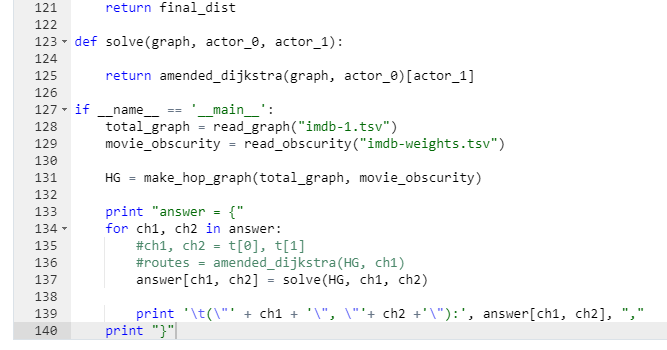 121 return final_dist
122
123 def solve(graph, actor_0, actor_1):
124
125 return amended_dijkstra(graph, actor_0)[actor_1]
126
127 if __name__ == '__main__':
128 total_graph = read_graph("imdb-1.tsv")
129 movie_obscurity = read_obscurity("imdb-weights.tsv")
130
131 HG = make_hop_graph(total_graph, movie_obscurity)
132
133 print "answer = {"
134 for ch1, ch2 in answer:
135 #ch1, ch2 = t[0], t[1]
136 #routes = amended_dijkstra(HG, ch1)
137 answer[ch1, ch2] = solve(HG, ch1, ch2)
138
139 print '\t(\"' + ch1 + '\", \"'+ ch2 +'\"):', answer[ch1, ch2], ","
140 print "}"